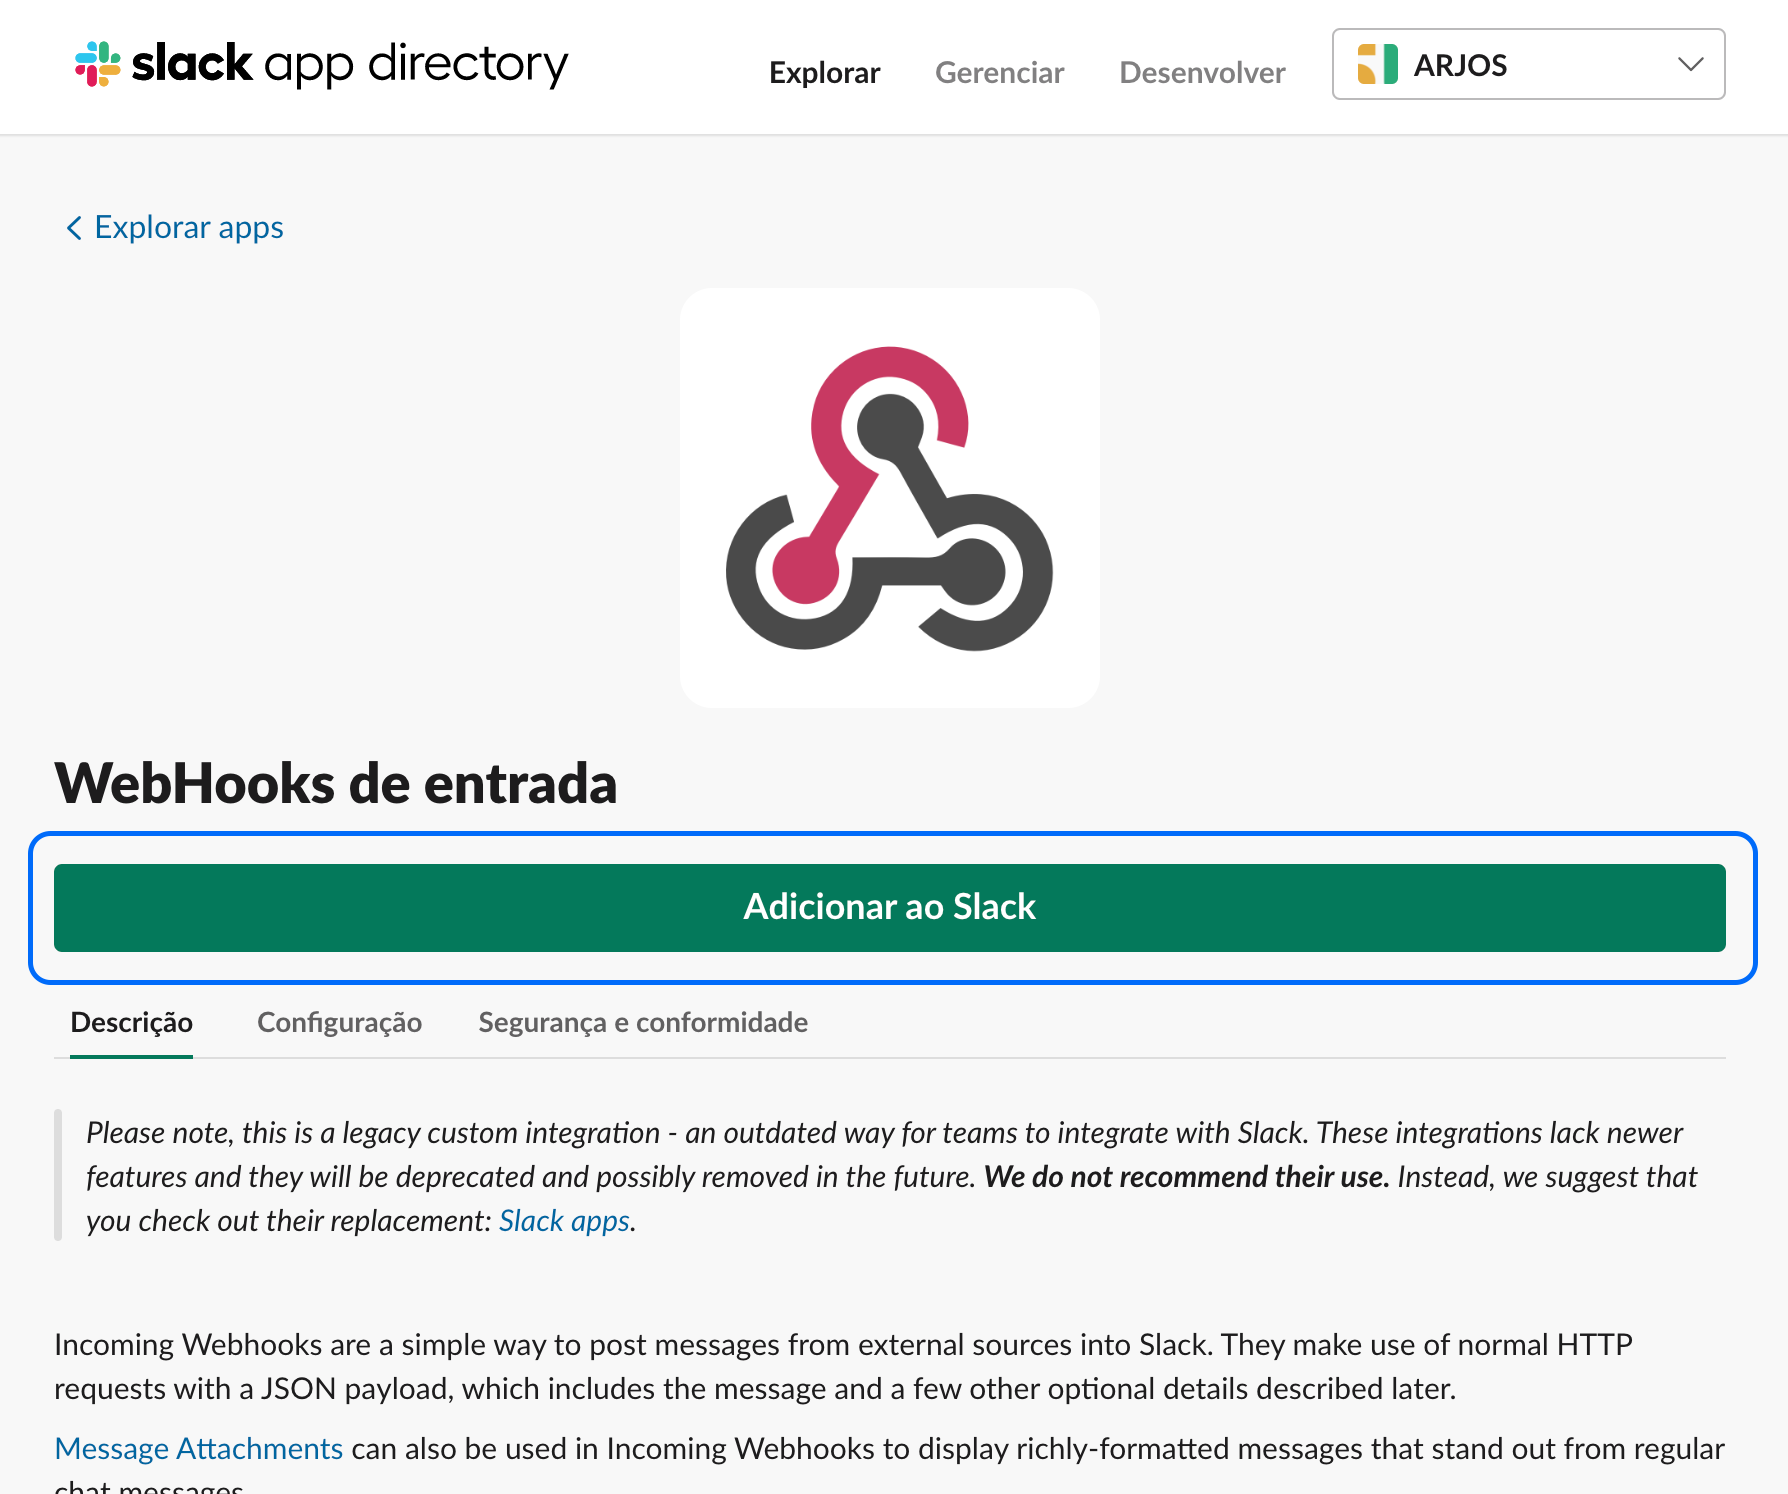 slack app directory
Explorar
Gerenciar
Desenvolver
ARJOS
Explorar apps
WebHooks de entrada
Adicionar ao Slack
Descrição
Configuração
Segurança e conformidade
Please note, this is a legacy custom integration - an outdated way for teams to integrate with Slack. These integrations lack newer
features and they will be deprecated and possibly removed in the future. We do not recommend their use. Instead, we suggest that
you check out their replacement: Slack apps.
Incoming Webhooks are a simple way to post messages from external sources into Slack. They make use of normal HTTP
requests with a JSON payload, which includes the message and a few other optional details described later.
Message Attachments can also be used in Incoming Webhooks to display richly-formatted messages that stand out from regular
chat messages.